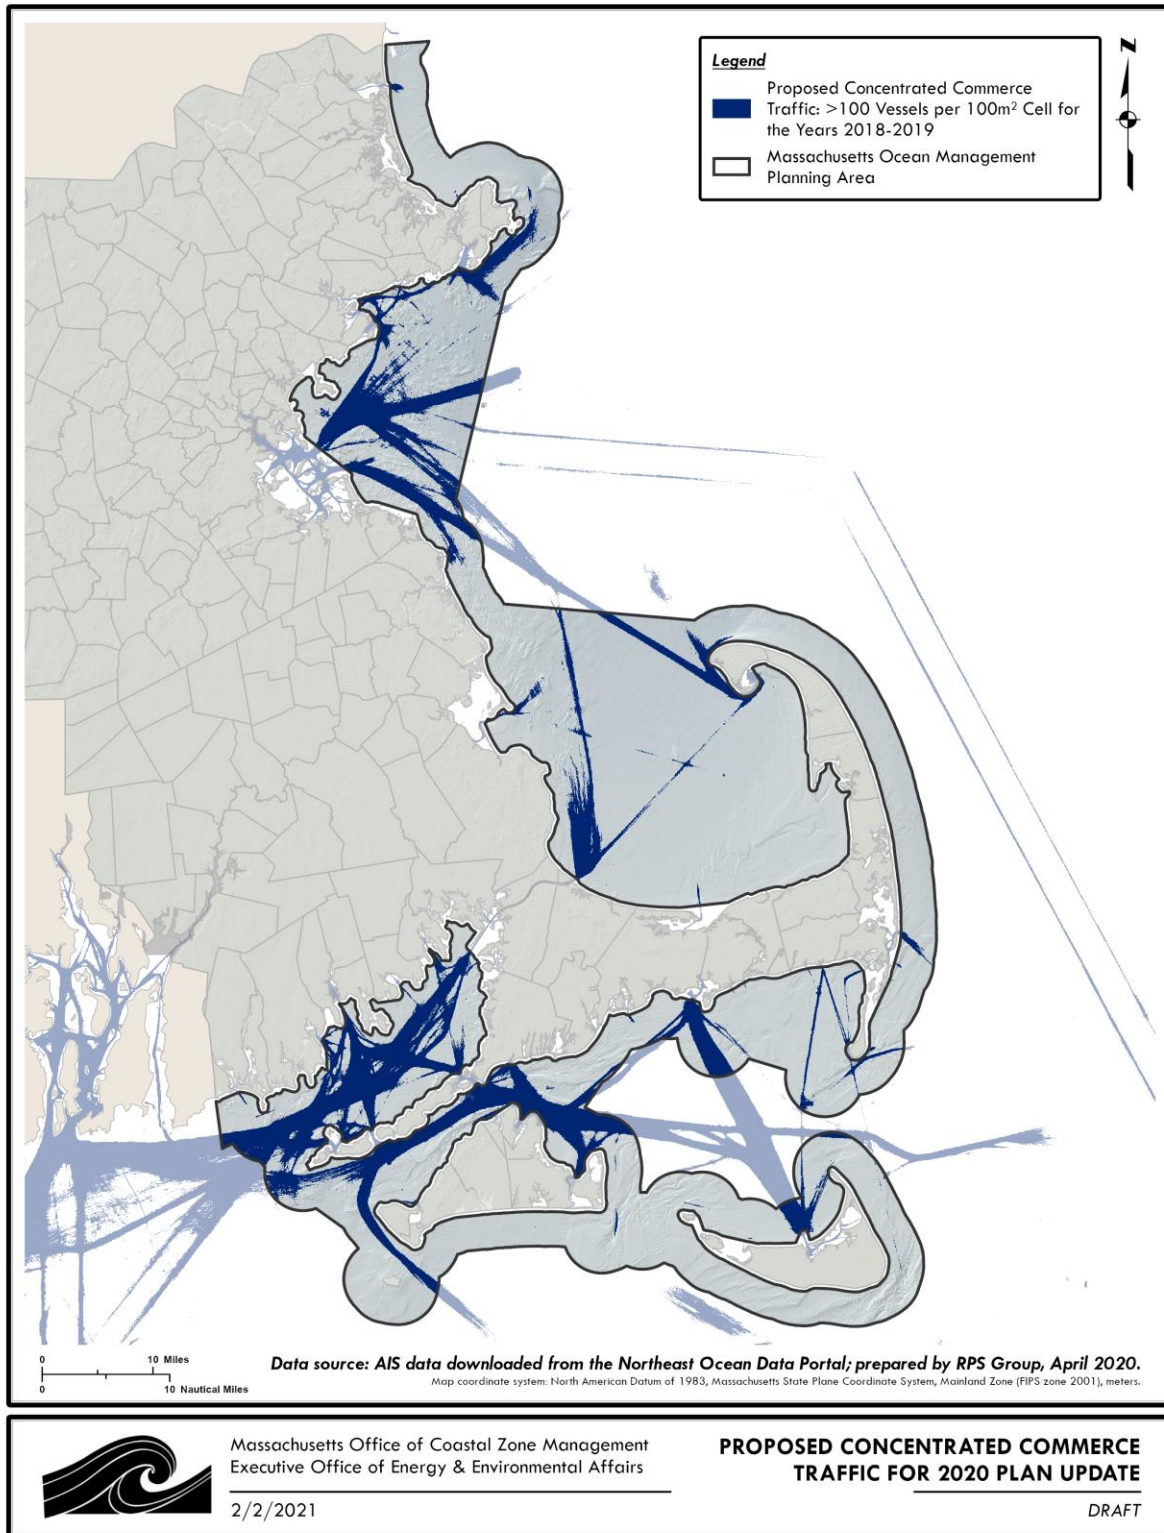 N
Legend
Proposed Concentrated Commerce
Traffic: >100 Vessels per 100m² Cell for
the Years 2018-2019
Massachusetts Ocean Management
Planning Area
0 10 Miles
0 10 Nautical Miles
Data source: AIS data downloaded from the Northeast Ocean Data Portal; prepared by RPS Group, April 2020.
Map coordinate system: North American Datum of 1983, Massachusetts State Plane Coordinate System, Mainland Zone (FIPS zone 2001), meters.
Massachusetts Office of Coastal Zone Management
Executive Office of Energy & Environmental Affairs
2/2/2021
PROPOSED CONCENTRATED COMMERCE
TRAFFIC FOR 2020 PLAN UPDATE
DRAFT